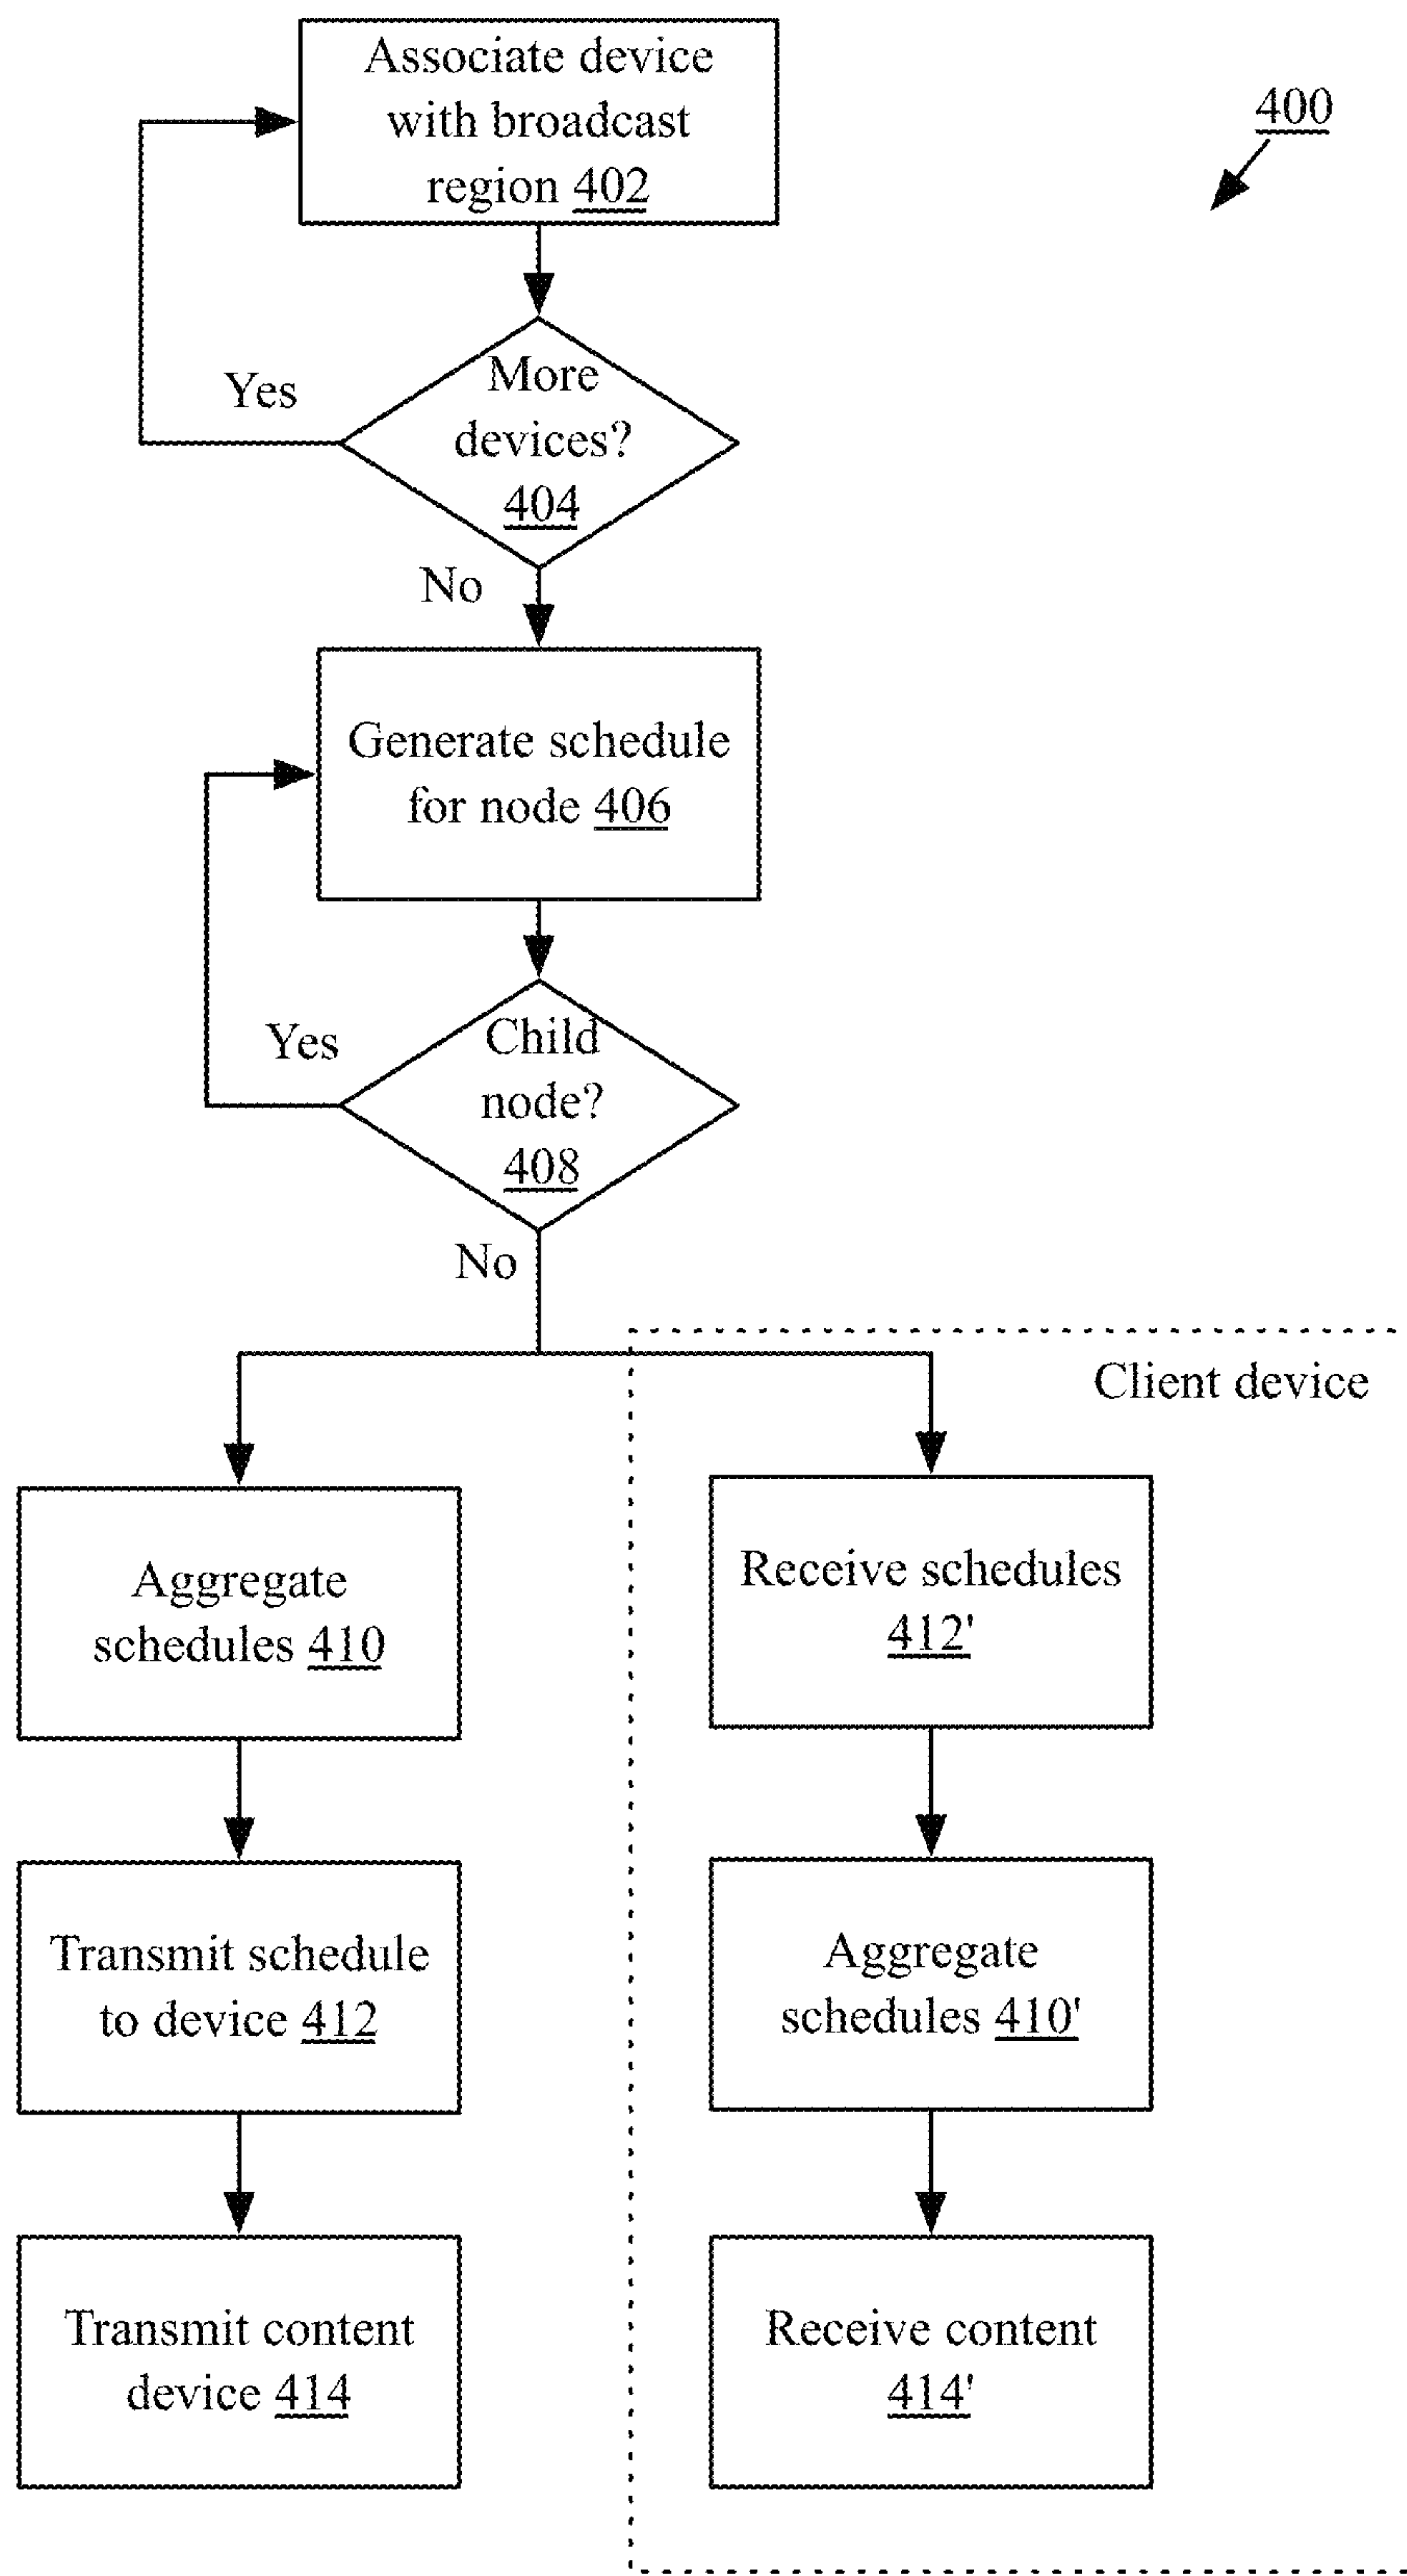 Associate device
with broadcast
region 402
400
More
devices?
404
Yes
No
Generate schedule
for node 406
Child
node?
408
Yes
No
Client device
Aggregate
schedules 410
Transmit schedule
to device 412
Transmit content
device 414
Receive schedules
412'
Aggregate
schedules 410'
Receive content
414'